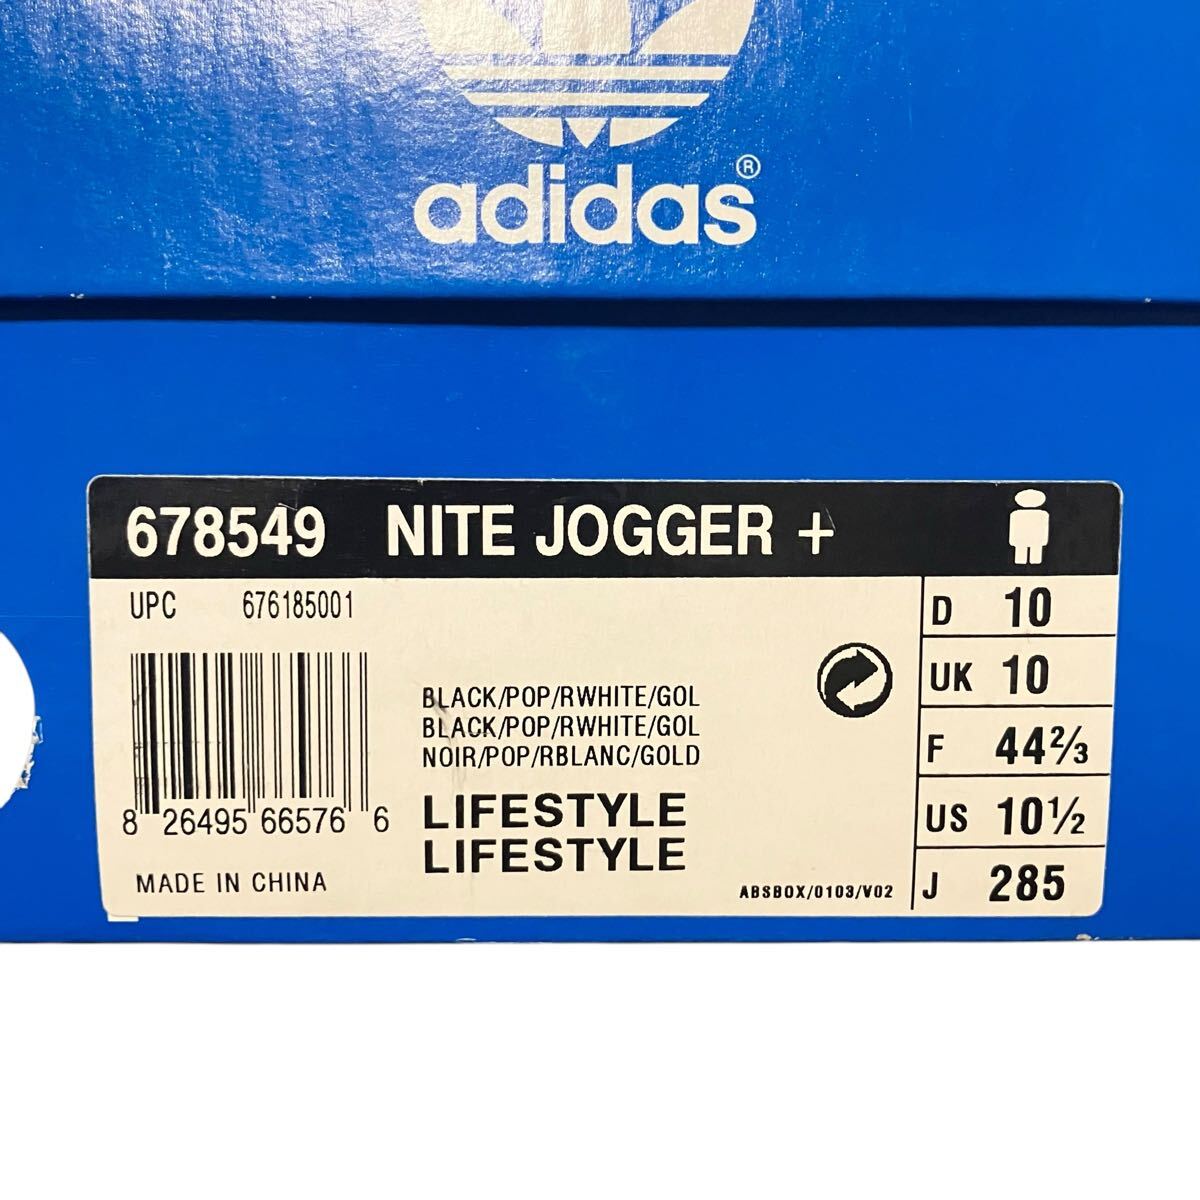 adidas®
678549 NITE JOGGER +
UPC 676185001
BLACK/POP/RWHITE/GOL
BLACK/POP/RWHITE/GOL
NOIR/POP/RBLANC/GOLD
8 26495 66576 6
LIFESTYLE
LIFESTYLE
MADE IN CHINA
ABSBOX/0103/V02
D 10
UK 10
F 44⅔
US 10½
J 285